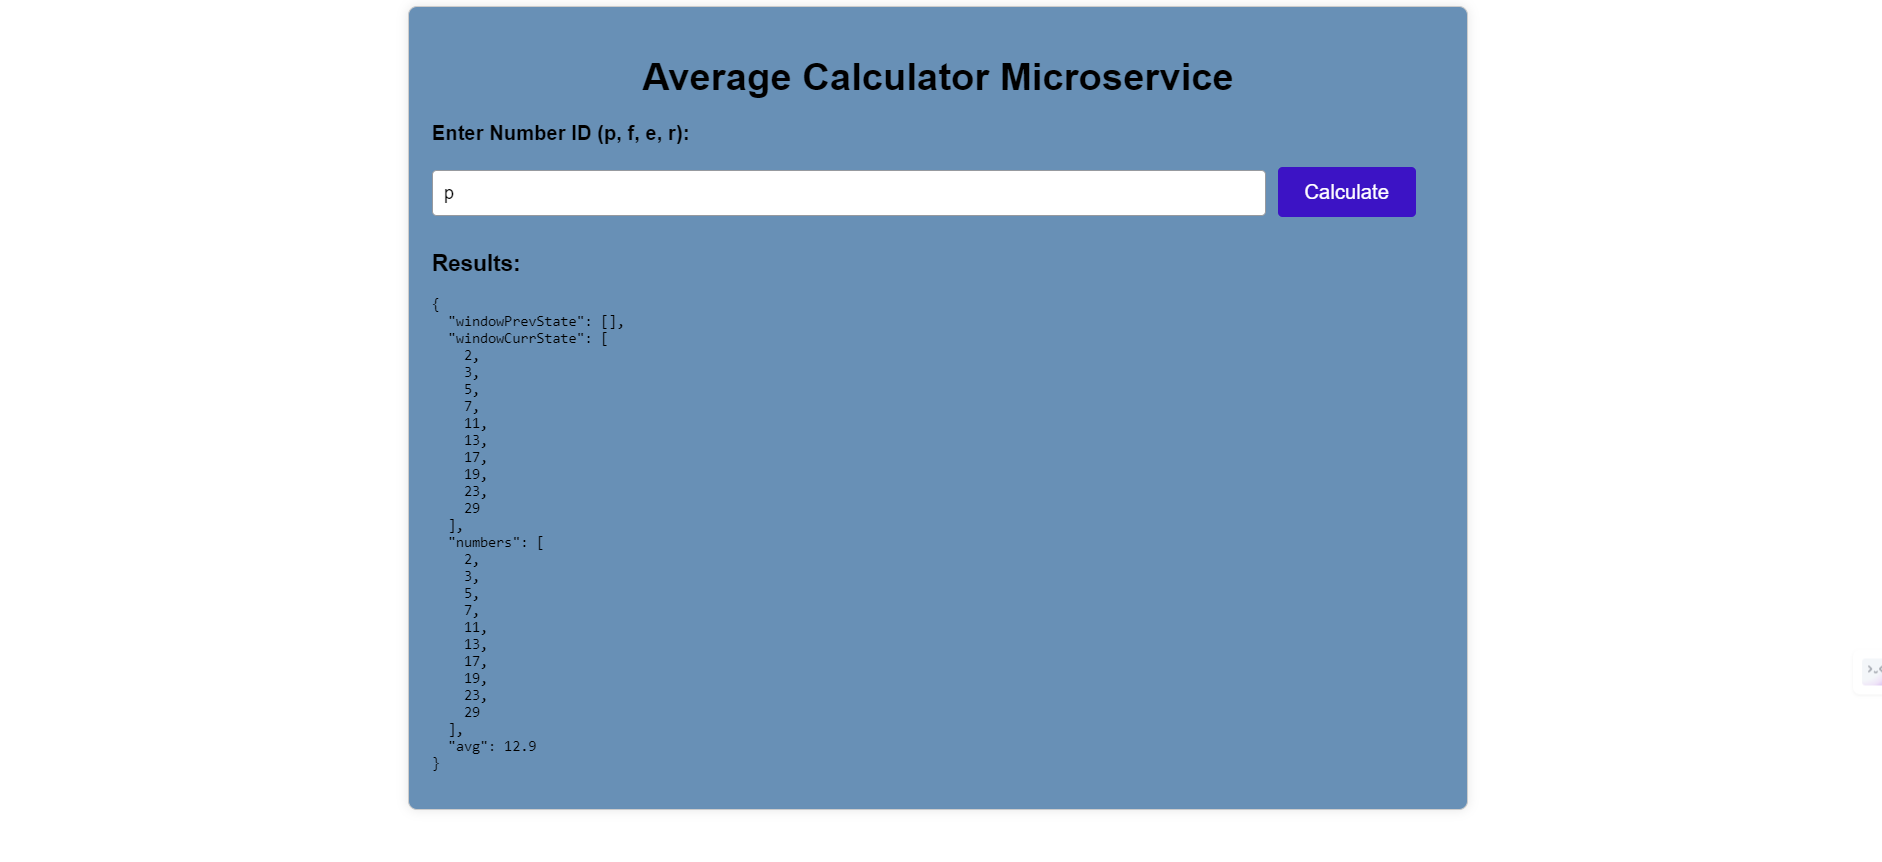 Average Calculator Microservice
Enter Number ID (p, f, e, r):
p
Calculate
Results:
{
  "windowPrevState": [],
  "windowCurrState": [
    2,
    3,
    5,
    7,
    11,
    13,
    17,
    19,
    23,
    29
  ],
  "numbers": [
    2,
    3,
    5,
    7,
    11,
    13,
    17,
    19,
    23,
    29
  ],
  "avg": 12.9
}